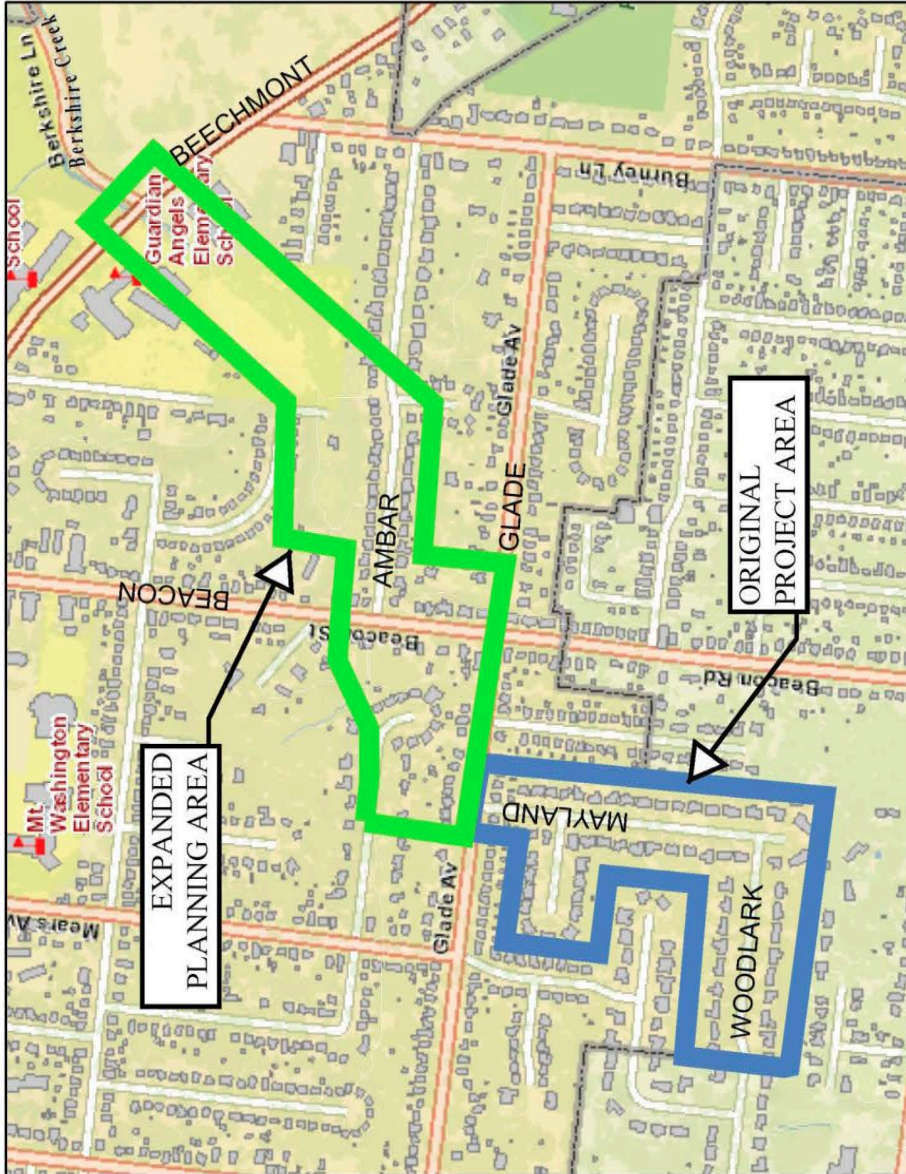 Berkshire Ln
Berkshire Creek
BEECHMONT
School
Guardian
Angels
Elementary
School
Burney Ln
Glade Av
GLADE
AMBAR
BEACON
Beacon St
Beacon Rd
ORIGINAL
PROJECT AREA
EXPANDED
PLANNING AREA
Mt.
Washington
Elementary
School
Mears Av
Glade Av
MAYLAND
WOODLARK